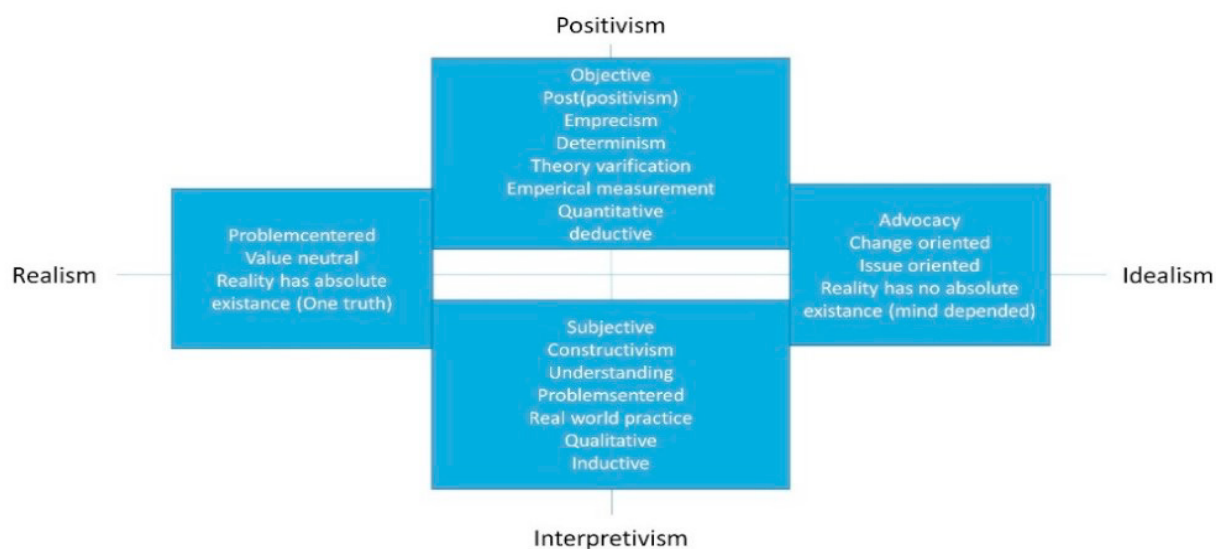 Positivism
Objective
Post(positivism)
Emprecism
Determinism
Theory varification
Emperical measurement
Quantitative
deductive
Realism
Problemcentered
Value neutral
Reality has absolute
existance (One truth)
Advocacy
Change oriented
Issue oriented
Reality has no absolute
existance (mind depended)
Idealism
Subjective
Constructivism
Understanding
Problemsentered
Real world practice
Qualitative
Inductive
Interpretivism